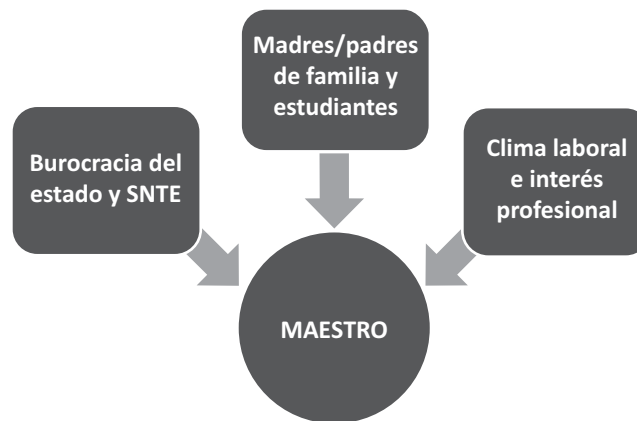 Madres/padres
de familia y
estudiantes
Burocracia del
estado y SNTE
Clima laboral
e interés
profesional
MAESTRO